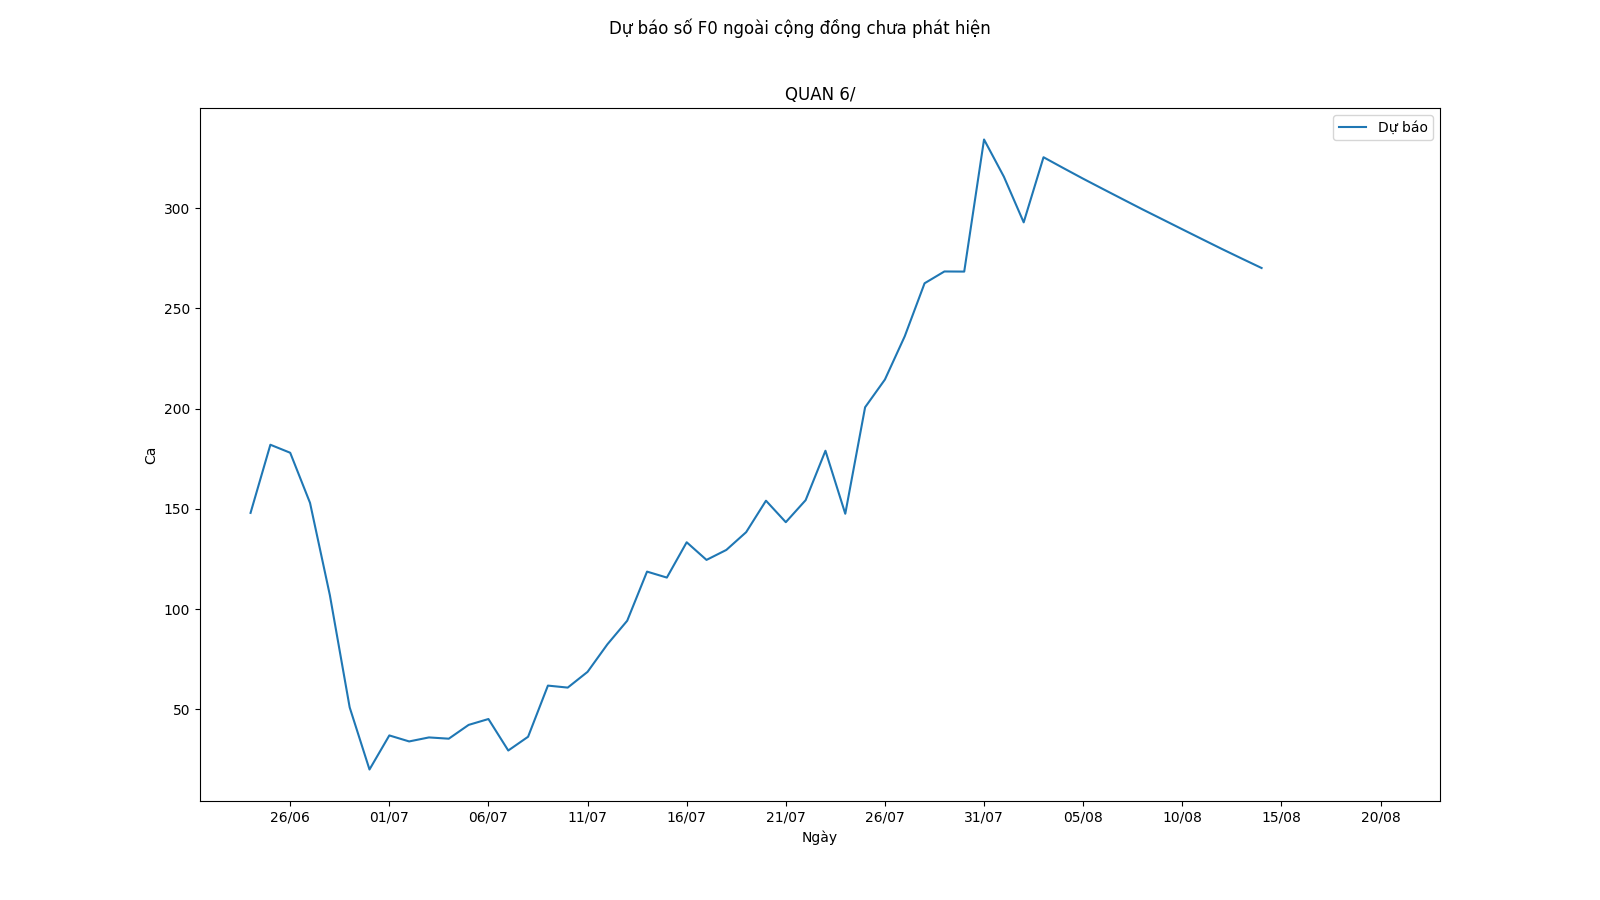 Dự báo số F0 ngoài cộng đồng chưa phát hiện
QUAN 6/
Dự báo
300
250
200
150
100
50
Ca
26/06 01/07 06/07 11/07 16/07 21/07 26/07 31/07 05/08 10/08 15/08 20/08
Ngày